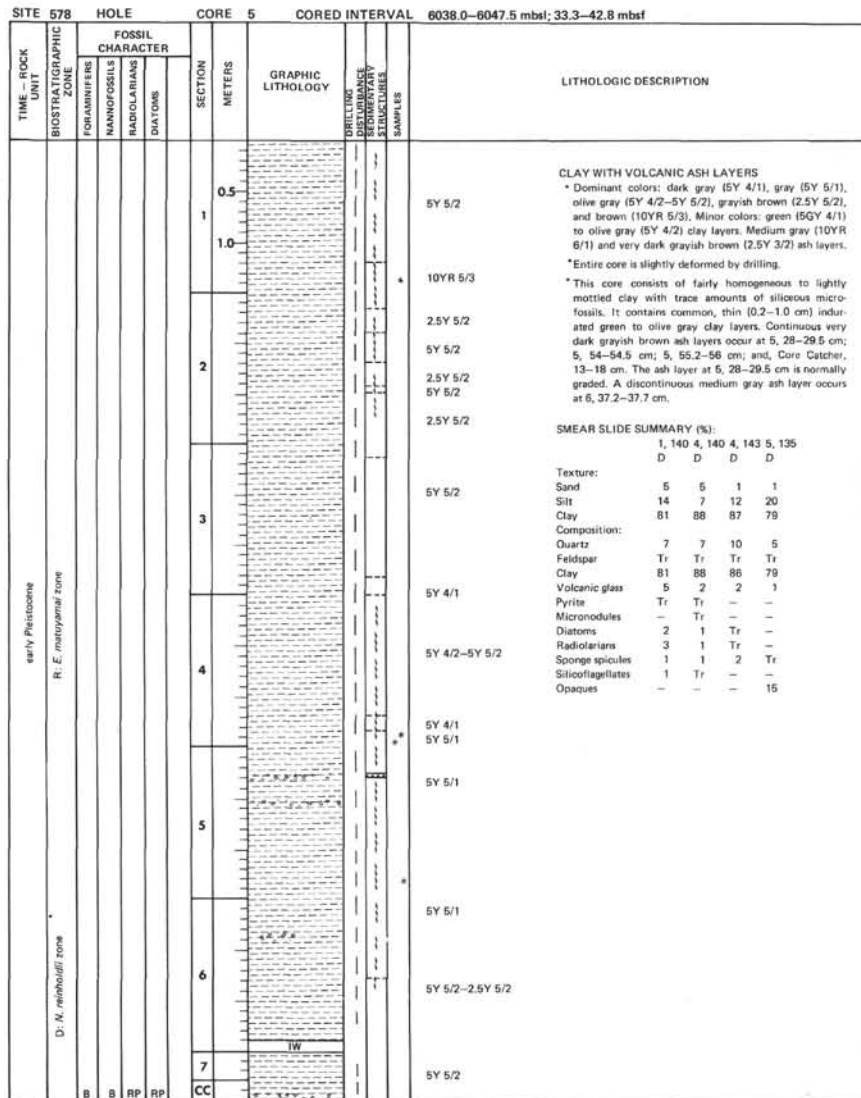 SITE 578 HOLE CORE 5 CORED INTERVAL 6038.0–6047.5 mbsl; 33.3–42.8 mbsf
TIME – ROCK UNIT
BIOSTRATIGRAPHIC ZONE
FOSSIL CHARACTER
FORAMINIFERS
NANNOFOSSILS
RADIOLARIANS
DIATOMS
SECTION
METERS
GRAPHIC LITHOLOGY
DRILLING DISTURBANCE
SEDIMENTARY STRUCTURES
SAMPLES
LITHOLOGIC DESCRIPTION
early Pleistocene
R: E. matuyamai zone
D: N. reinholdii zone
B B RP RP
1
0.5
1.0
2
3
4
5
6
IW
7
CC
*
*
*
*
5Y 5/2
10YR 5/3
2.5Y 5/2
5Y 5/2
2.5Y 5/2
5Y 5/2
2.5Y 5/2
5Y 5/2
5Y 4/1
5Y 4/2–5Y 5/2
5Y 4/1
5Y 5/1
5Y 5/1
5Y 5/1
5Y 5/2–2.5Y 5/2
5Y 5/2
CLAY WITH VOLCANIC ASH LAYERS
* Dominant colors: dark gray (5Y 4/1), gray (5Y 5/1),
olive gray (5Y 4/2–5Y 5/2), grayish brown (2.5Y 5/2),
and brown (10YR 5/3). Minor colors: green (5GY 4/1)
to olive gray (5Y 4/2) clay layers. Medium gray (10YR
6/1) and very dark grayish brown (2.5Y 3/2) ash layers.
* Entire core is slightly deformed by drilling.
* This core consists of fairly homogeneous to lightly
mottled clay with trace amounts of siliceous micro-
fossils. It contains common, thin (0.2–1.0 cm) indur-
ated green to olive gray clay layers. Continuous very
dark grayish brown ash layers occur at 5, 28–29.5 cm;
5, 54–54.5 cm; 5, 55.2–56 cm; and, Core Catcher,
13–18 cm. The ash layer at 5, 28–29.5 cm is normally
graded. A discontinuous medium gray ash layer occurs
at 6, 37.2–37.7 cm.
SMEAR SLIDE SUMMARY (%):
1, 140 4, 140 4, 143 5, 135
D D D D
Texture:
Sand 5 5 1 1
Silt 14 7 12 20
Clay 81 88 87 79
Composition:
Quartz 7 7 10 5
Feldspar Tr Tr Tr Tr
Clay 81 88 86 79
Volcanic glass 5 2 2 1
Pyrite Tr Tr – –
Micronodules – Tr – –
Diatoms 2 1 Tr –
Radiolarians 3 1 Tr –
Sponge spicules 1 1 2 Tr
Silicoflagellates 1 Tr – –
Opaques – – – 15